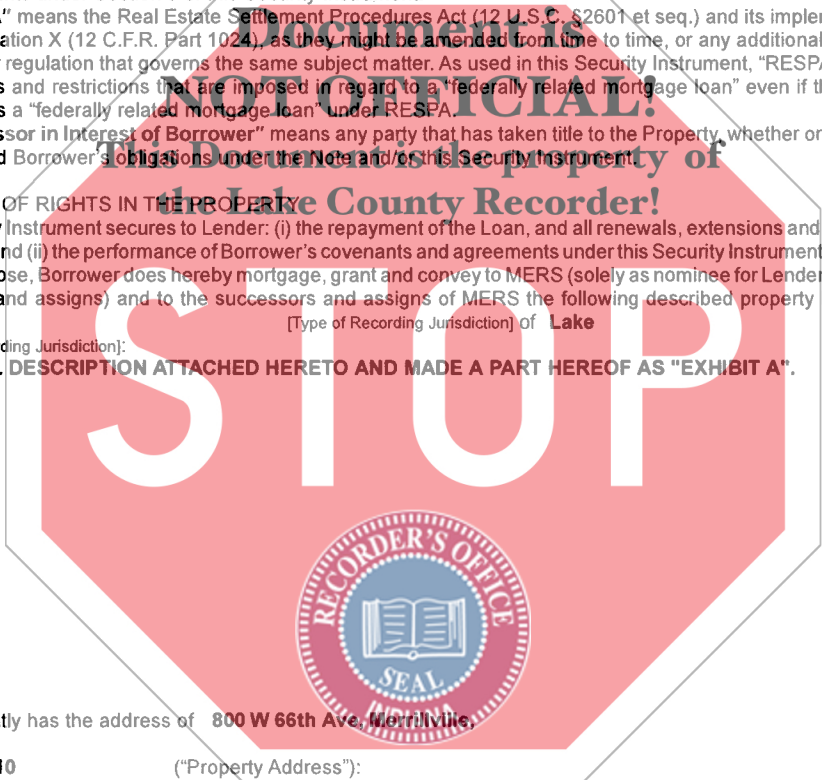 " means the Real Estate Settlement Procedures Act (12 U.S.C. §2601 et seq.) and its imple
ation X (12 C.F.R. Part 1024), as they might be amended from time to time, or any additional
regulation that governs the same subject matter. As used in this Security Instrument, "RESPA
s and restrictions that are imposed in regard to a "federally related mortgage loan" even if th
s a "federally related mortgage loan" under RESPA.
ssor in Interest of Borrower" means any party that has taken title to the Property, whether or
d Borrower's obligations under the Note and/or this Security Instrument.
OF RIGHTS IN THE PROPERTY
Instrument secures to Lender: (i) the repayment of the Loan, and all renewals, extensions and
nd (ii) the performance of Borrower's covenants and agreements under this Security Instrument
ose, Borrower does hereby mortgage, grant and convey to MERS (solely as nominee for Lender
and assigns) and to the successors and assigns of MERS the following described property
[Type of Recording Jurisdiction] of Lake
ding Jurisdiction]:
. DESCRIPTION ATTACHED HERETO AND MADE A PART HEREOF AS "EXHIBIT A".
tly has the address of 800 W 66th Ave, Merrillville,
10 ("Property Address"):
Document is
NOT OFFICIAL!
This Document is the property of
the Lake County Recorder!
STOP
RECORDER'S OFFICE
SEAL
INDIANA